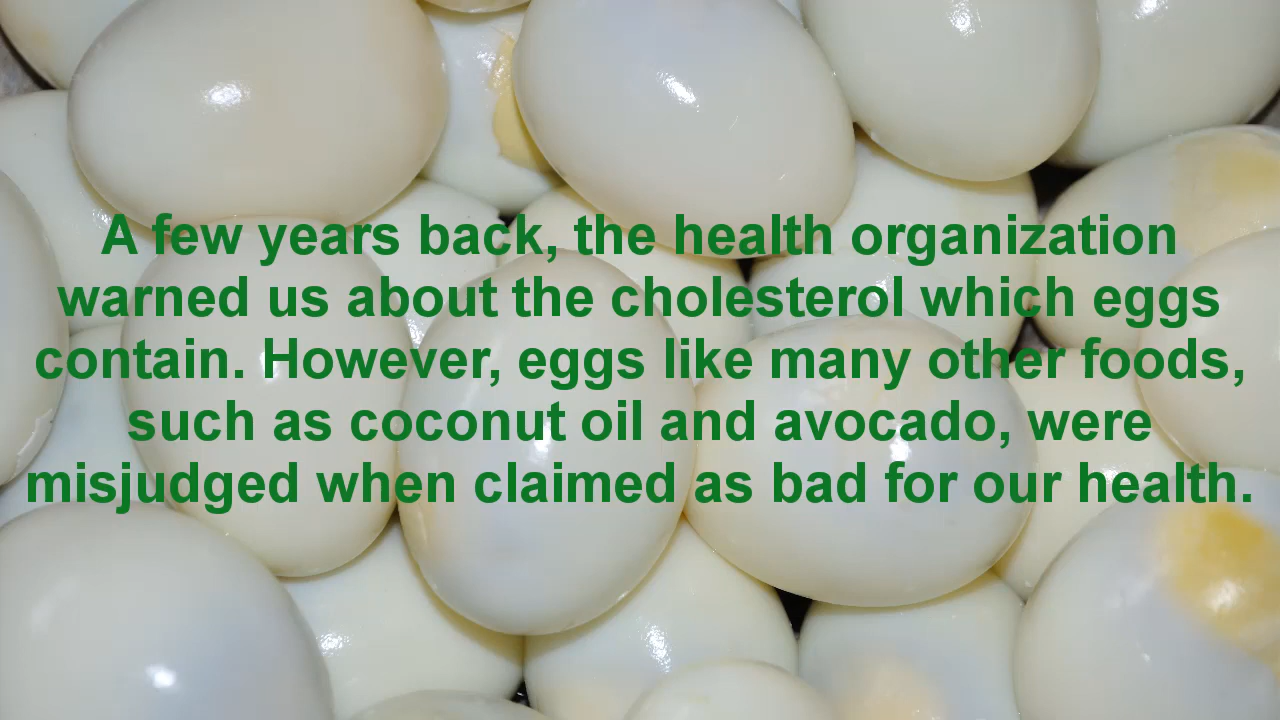 A few years back, the health organization
warned us about the cholesterol which eggs
contain. However, eggs like many other foods,
such as coconut oil and avocado, were
misjudged when claimed as bad for our health.